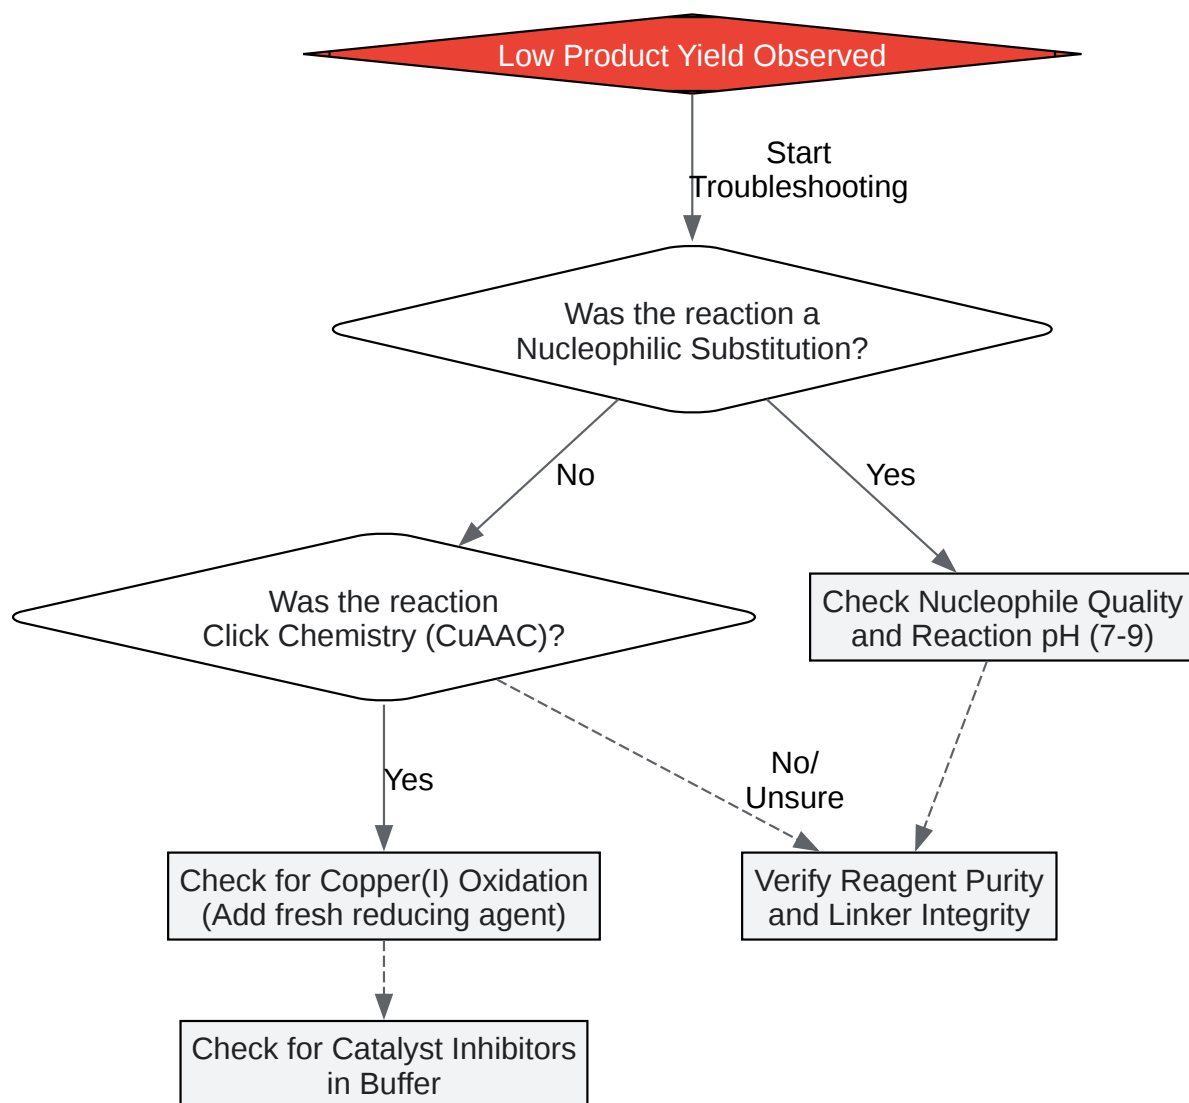 Low Product Yield Observed
Start
Troubleshooting
Was the reaction a
Nucleophilic Substitution?
No
Yes
Was the reaction
Click Chemistry (CuAAC)?
Check Nucleophile Quality
and Reaction pH (7-9)
Yes
No/
Unsure
Check for Copper(I) Oxidation
(Add fresh reducing agent)
Verify Reagent Purity
and Linker Integrity
Check for Catalyst Inhibitors
in Buffer